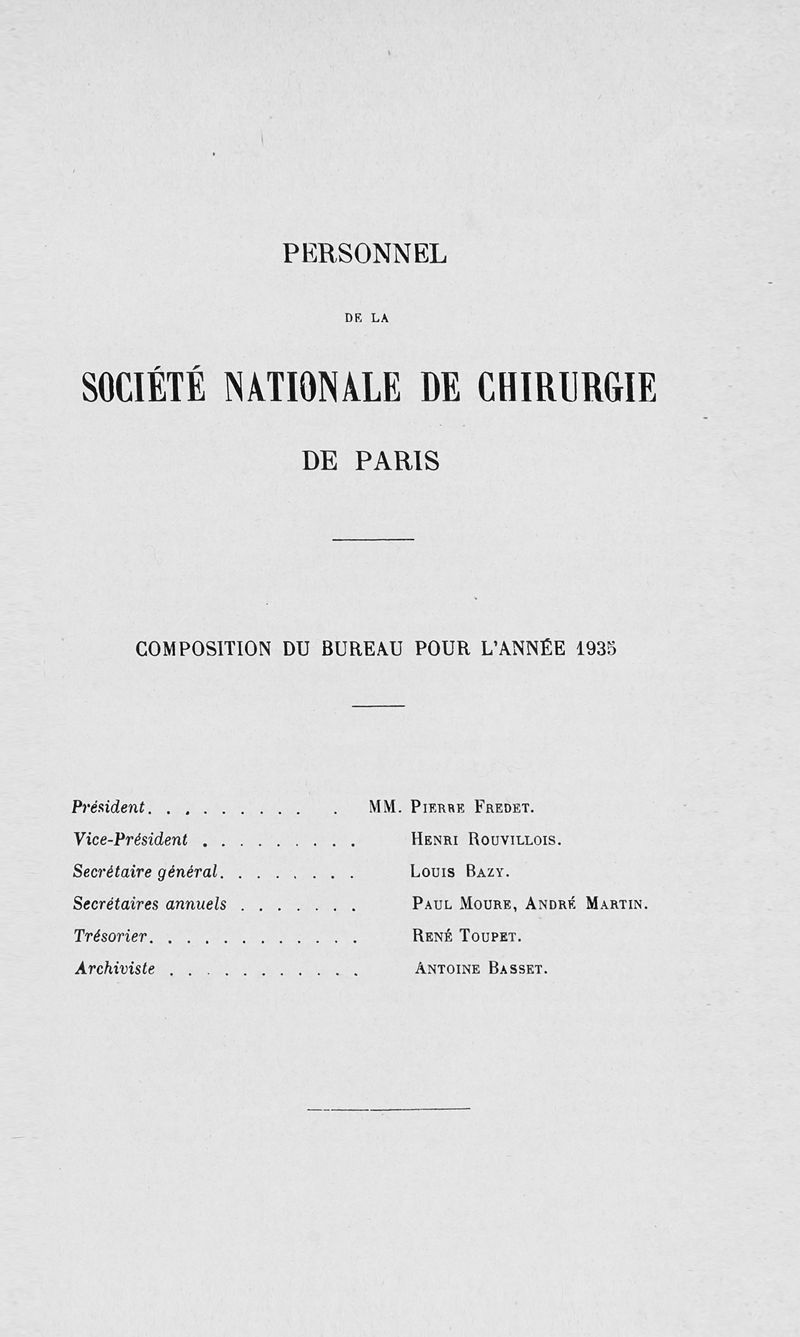 PERSONNEL
DE LA
SOCIÉTÉ NATIONALE DE CHIRURGIE
DE PARIS
COMPOSITION DU BUREAU POUR L'ANNÉE 1935
Président. . . . . . . . . . MM. PIERRE FREDET.
Vice-Président . . . . . . . . . HENRI ROUVILLOIS.
Secrétaire général. . . . . . . . LOUIS BAZY.
Secrétaires annuels . . . . . . . PAUL MOURE, ANDRÉ MARTIN.
Trésorier. . . . . . . . . . . . RENÉ TOUPET.
Archiviste . . . . . . . . . . . ANTOINE BASSET.